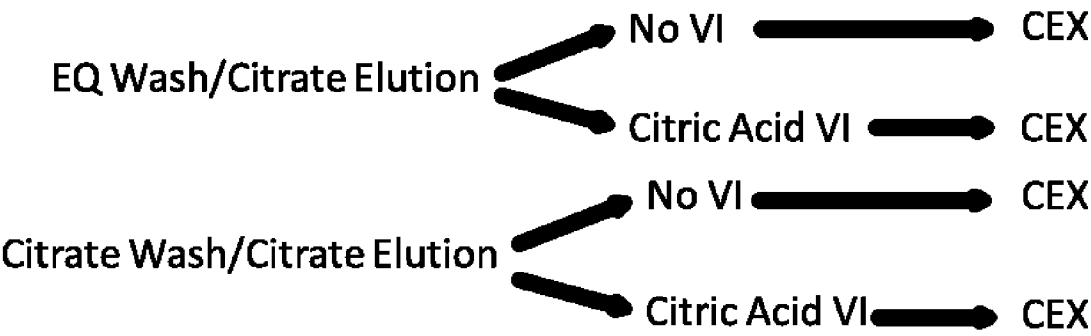 No VI CEX
EQ Wash/Citrate Elution
Citric Acid VI CEX
No VI CEX
Citrate Wash/Citrate Elution
Citric Acid VI CEX